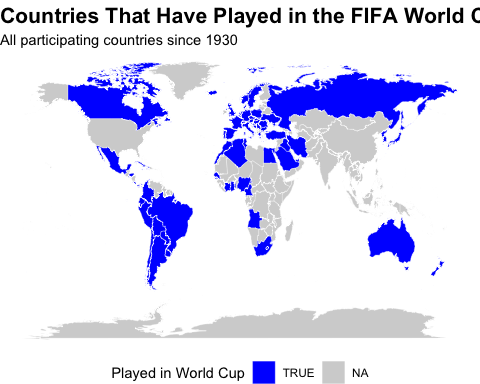 Countries That Have Played in the FIFA World C
All participating countries since 1930
Played in World Cup TRUE NA